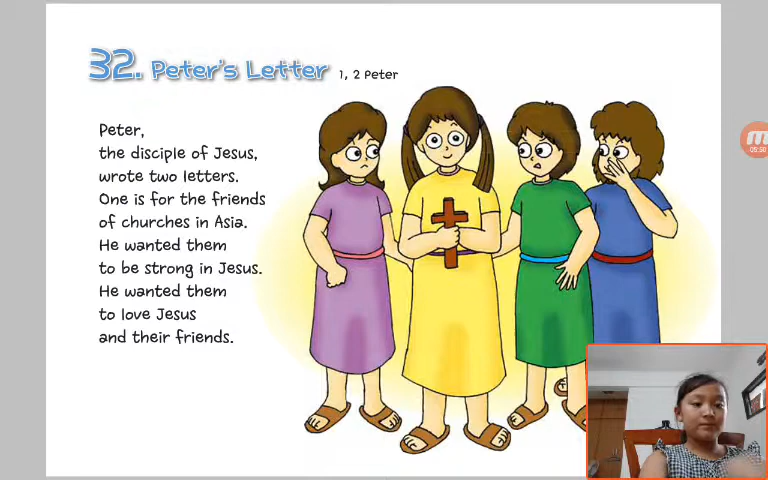 32. Peter's Letter 1, 2 Peter
Peter,
the disciple of Jesus,
wrote two letters.
One is for the friends
of churches in Asia.
He wanted them
to be strong in Jesus.
He wanted them
to love Jesus
and their friends.
M
05:50